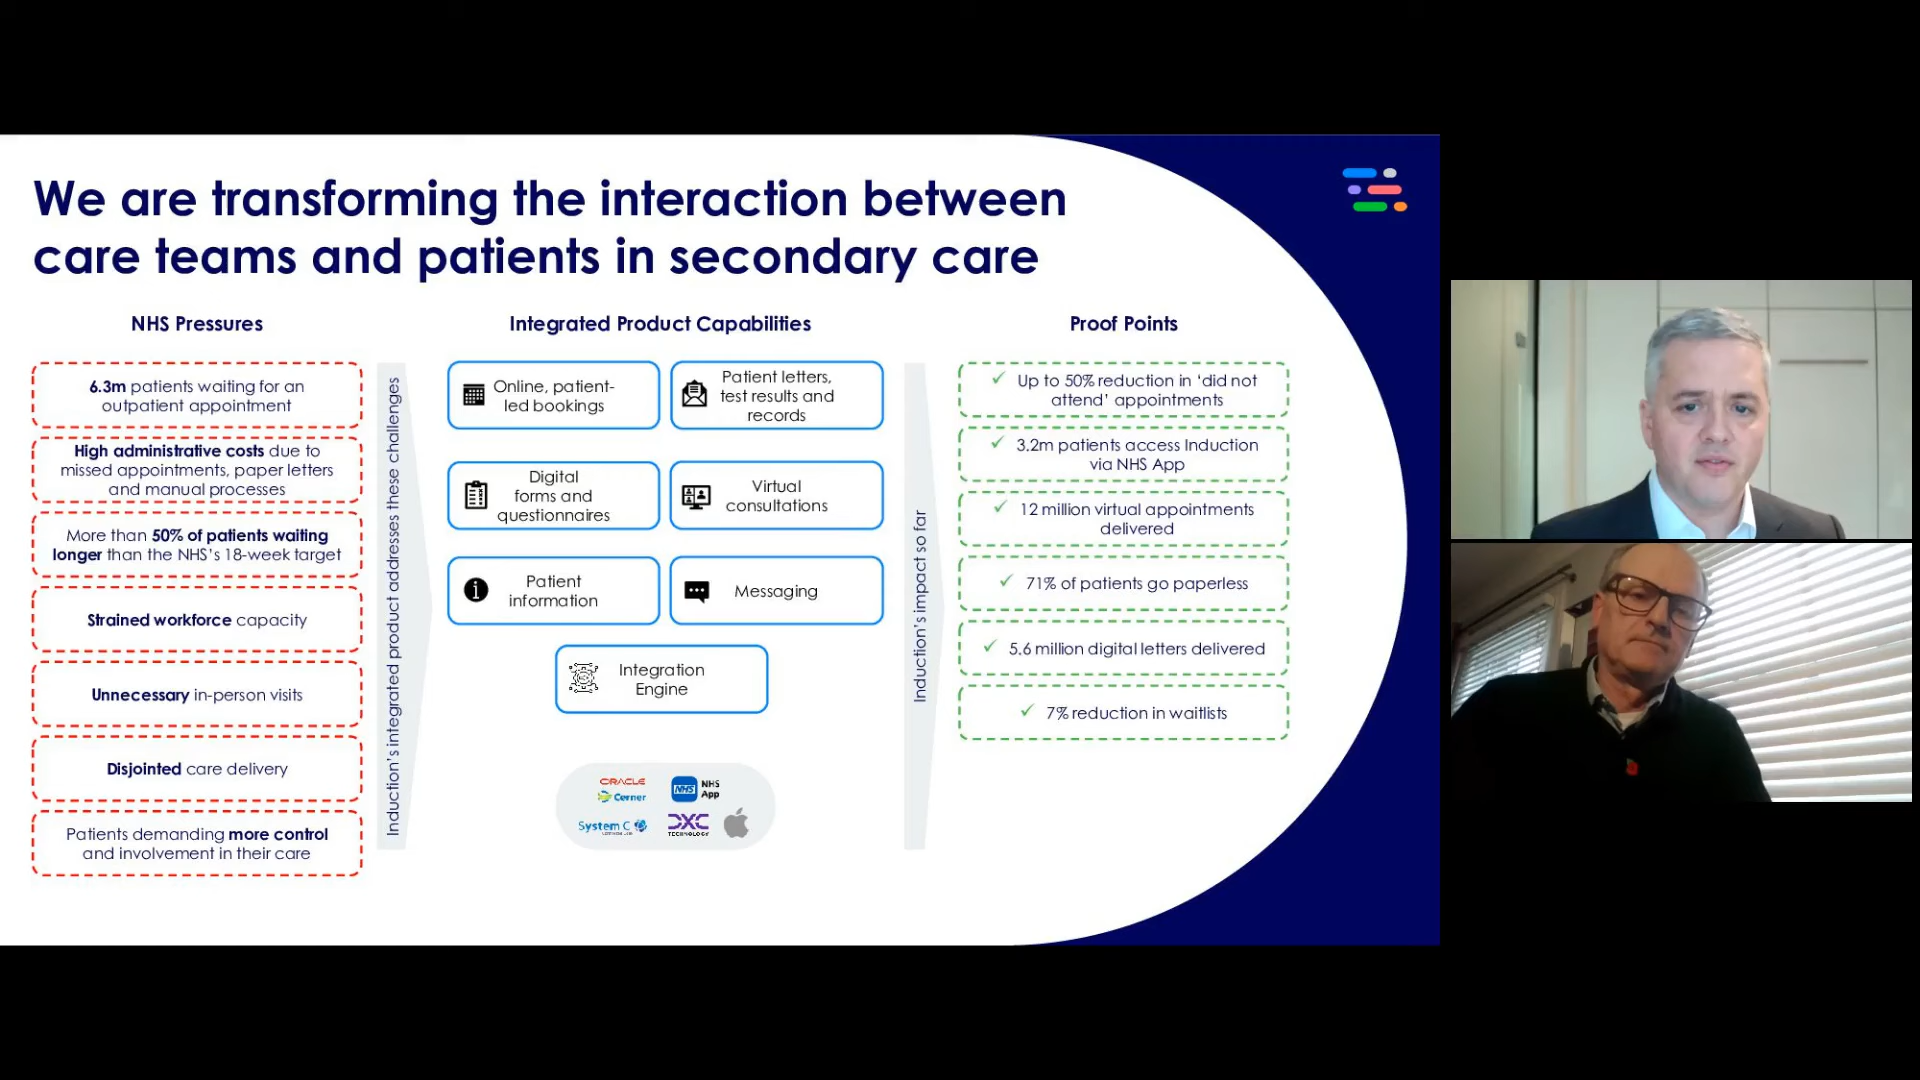 We are transforming the interaction between
care teams and patients in secondary care
NHS Pressures
6.3m patients waiting for an
outpatient appointment
High administrative costs due to
missed appointments, paper letters
and manual processes
More than 50% of patients waiting
longer than the NHS's 18-week target
Strained workforce capacity
Unnecessary in-person visits
Disjointed care delivery
Patients demanding more control
and involvement in their care
Induction's integrated product addresses these challenges
Integrated Product Capabilities
Online, patient-
led bookings
Patient letters,
test results and
records
Digital
forms and
questionnaires
Virtual
consultations
Patient
information
Messaging
Integration
Engine
ORACLE
Cerner
NHS
NHS
App
System C
DXC
TECHNOLOGY
Induction's impact so far
Proof Points
Up to 50% reduction in 'did not
attend' appointments
3.2m patients access Induction
via NHS App
12 million virtual appointments
delivered
71% of patients go paperless
5.6 million digital letters delivered
7% reduction in waitlists